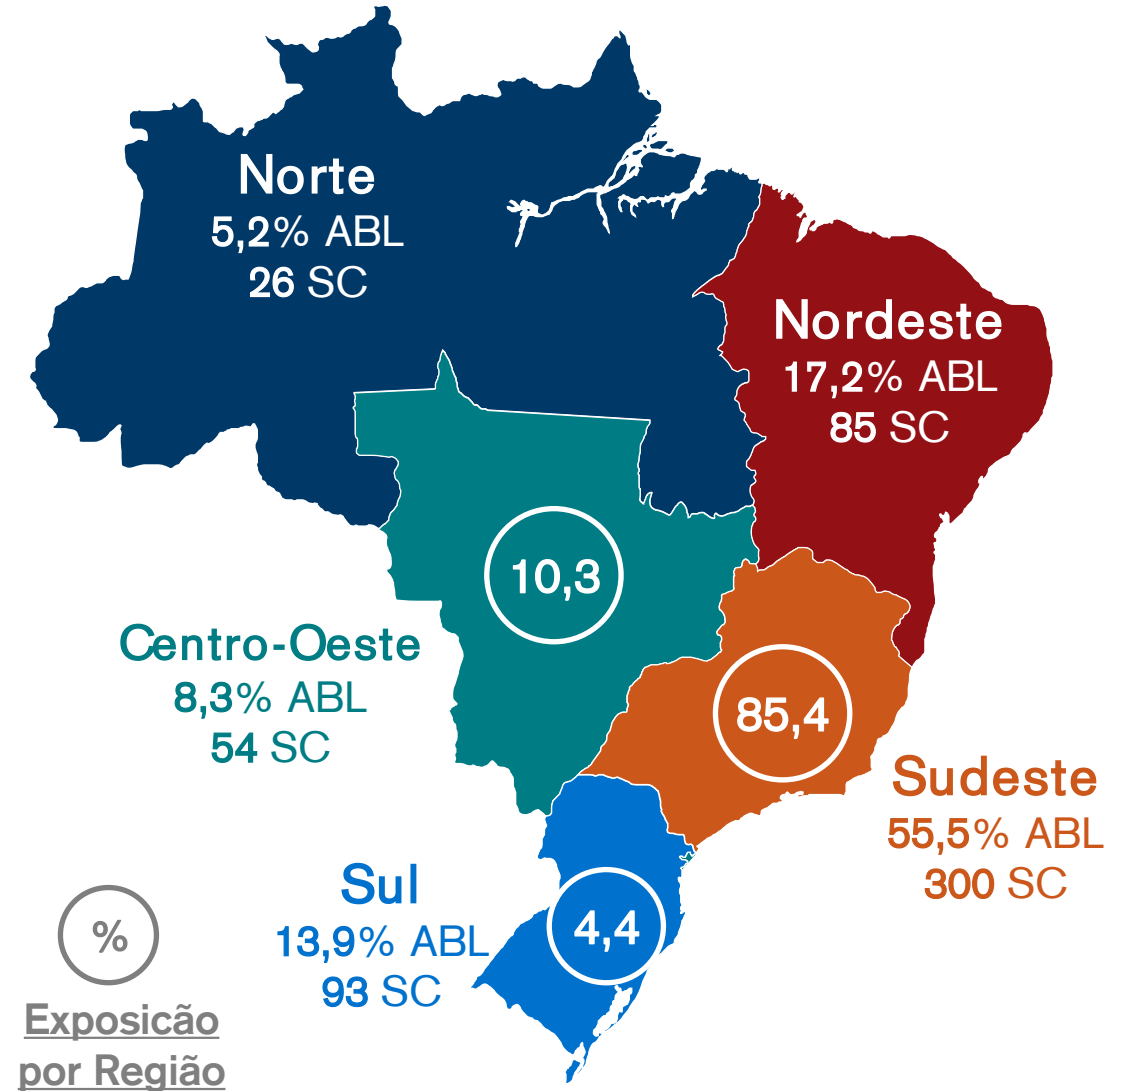 Norte
5,2% ABL
26 SC
Nordeste
17,2% ABL
85 SC
10,3
Centro-Oeste
8,3% ABL
54 SC
85,4
Sudeste
55,5% ABL
300 SC
Sul
13,9% ABL
93 SC
4,4
%
Exposicão
por Região